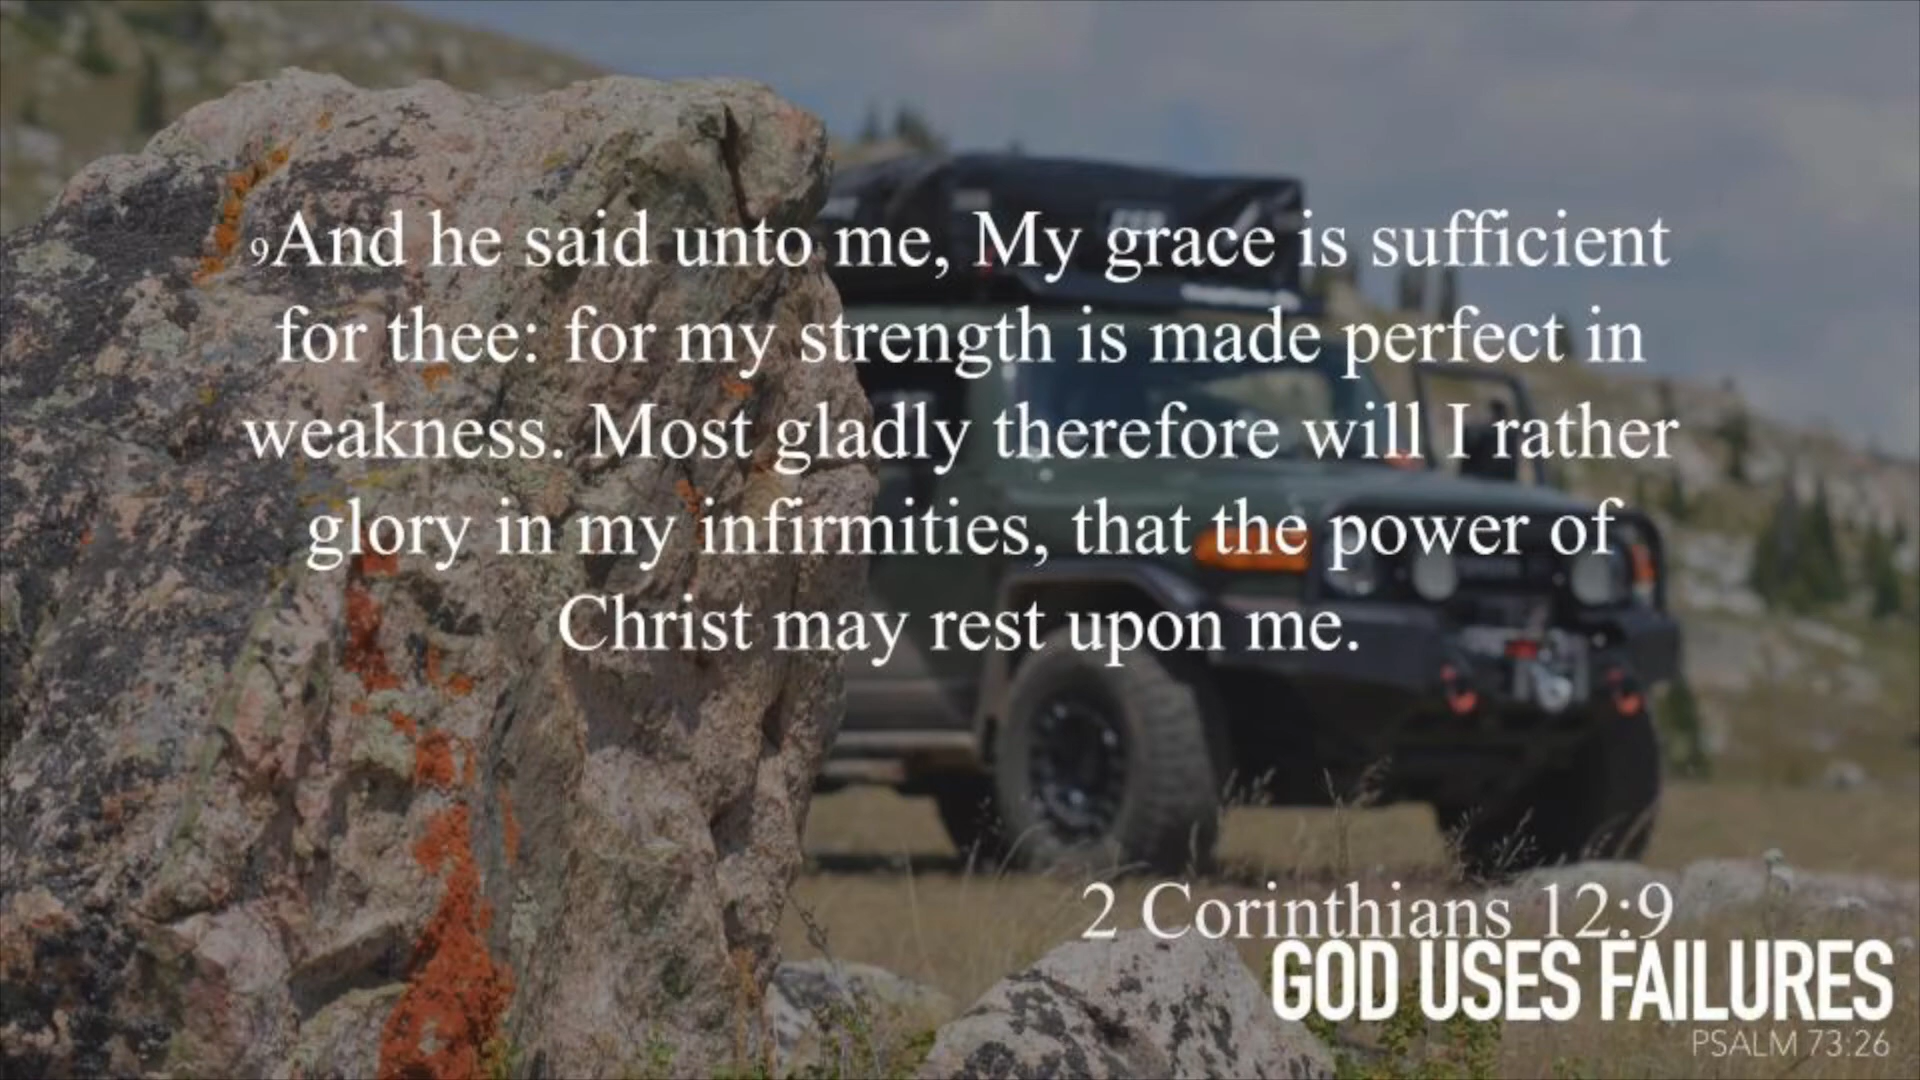 9And he said unto me, My grace is sufficient
for thee: for my strength is made perfect in
weakness. Most gladly therefore will I rather
glory in my infirmities, that the power of
Christ may rest upon me.
2 Corinthians 12:9
GOD USES FAILURES
PSALM 73:26